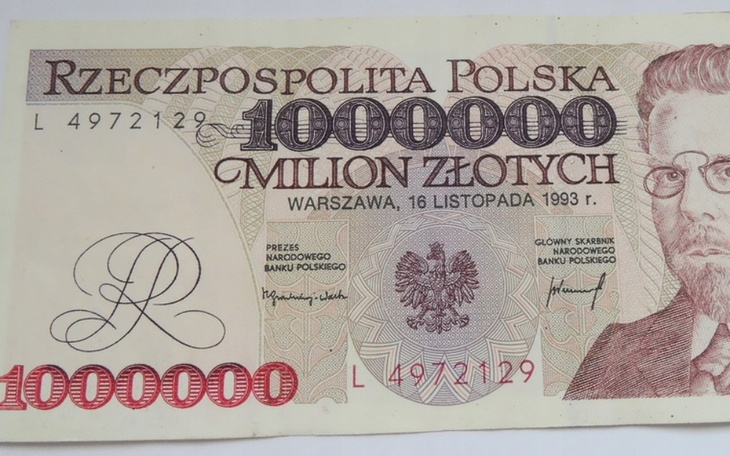 RZECZPOSPOLITA POLSKA
L 4972129
1000000
MILION ZŁOTYCH
WARSZAWA, 16 LISTOPADA 1993 r.
PREZES
NARODOWEGO
BANKU POLSKIEGO
GŁÓWNY SKARBNIK
NARODOWEGO
BANKU POLSKIEGO
1000000
L 4972129